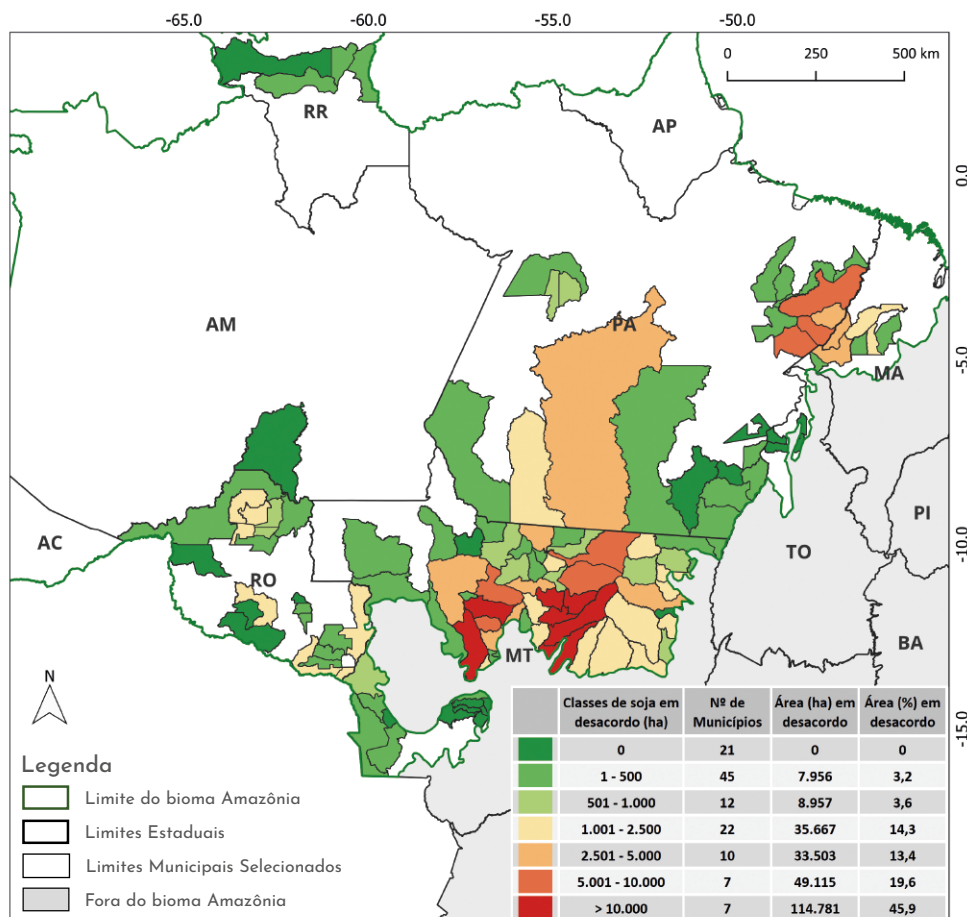 -65.0 -60.0 -55.0 -50.0
0 250 500 km
RR
AP
0.0
AM
PA
-5.0
MA
AC
RO
-10.0
PI
TO
BA
MT
N
-15.0
Legenda
Limite do bioma Amazônia
Limites Estaduais
Limites Municipais Selecionados
Fora do bioma Amazônia
Classes de soja em desacordo (ha) Nº de Municípios Área (ha) em desacordo Área (%) em desacordo
0 21 0 0
1 - 500 45 7.956 3,2
501 - 1.000 12 8.957 3,6
1.001 - 2.500 22 35.667 14,3
2.501 - 5.000 10 33.503 13,4
5.001 - 10.000 7 49.115 19,6
> 10.000 7 114.781 45,9